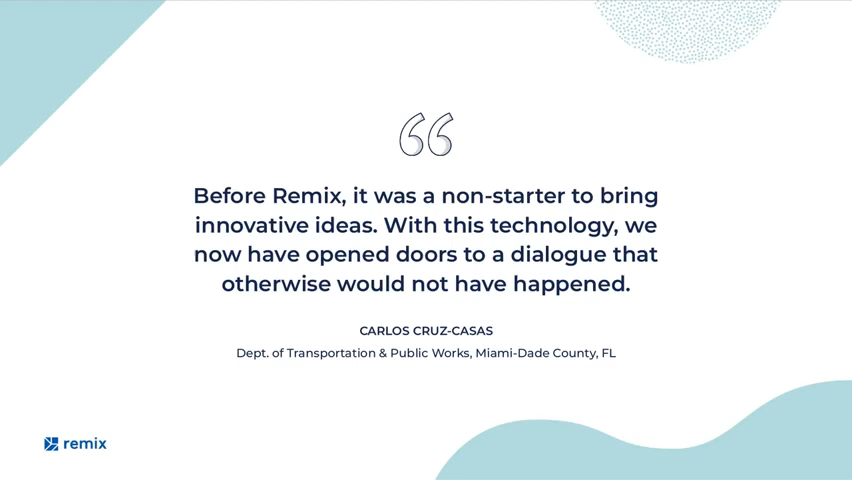 Before Remix, it was a non-starter to bring
innovative ideas. With this technology, we
now have opened doors to a dialogue that
otherwise would not have happened.
CARLOS CRUZ-CASAS
Dept. of Transportation & Public Works, Miami-Dade County, FL
remix